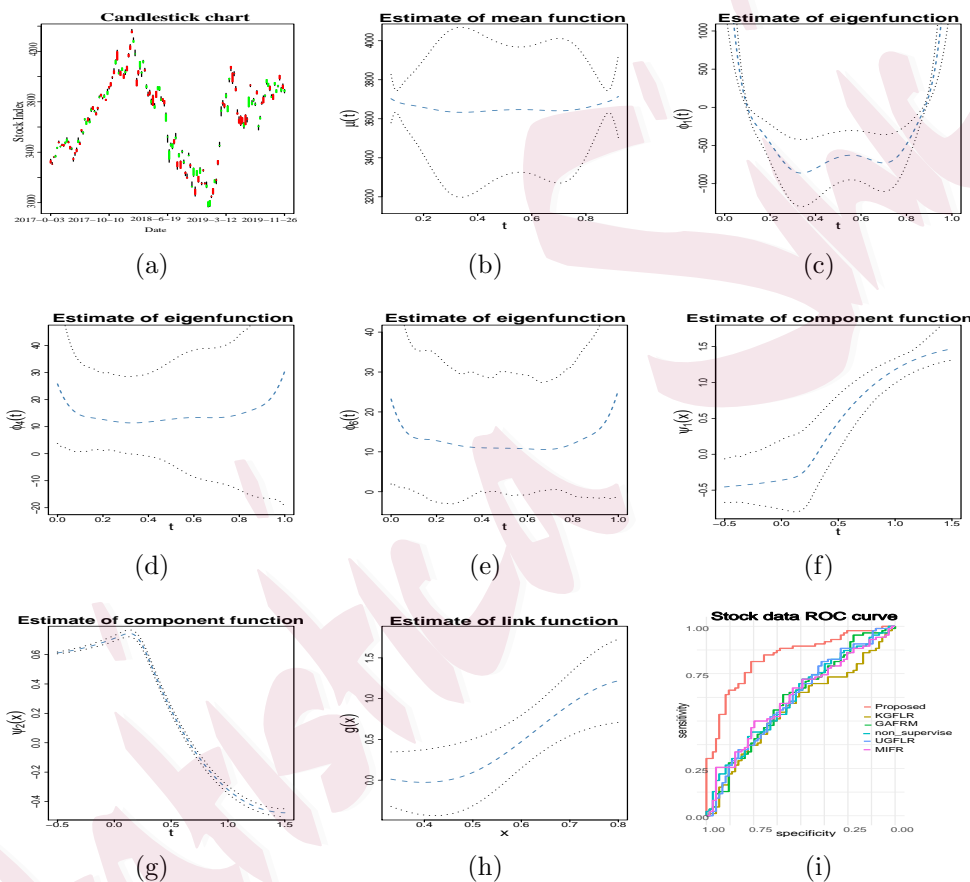 Candlestick chart
Stock Index
4200
3800
3400
3000
2017-0-03 2017-10-10 2018-6-19 2019-3-12 2019-11-26
Date
(a)
Estimate of mean function
μ(t)
4000
3800
3600
3400
3200
0.2 0.4 0.6 0.8
t
(b)
Estimate of eigenfunction
ϕ1(t)
1000
500
0
-500
-1000
0.0 0.2 0.4 0.6 0.8 1.0
t
(c)
Estimate of eigenfunction
ϕ4(t)
40
30
20
10
0
-10
-20
0.0 0.2 0.4 0.6 0.8 1.0
t
(d)
Estimate of eigenfunction
ϕ6(t)
40
30
20
10
0
0.0 0.2 0.4 0.6 0.8 1.0
t
(e)
Estimate of component function
ψ1(x)
1.5
1.0
0.5
0.0
-0.5
-0.5 0.0 0.5 1.0 1.5
t
(f)
Estimate of component function
ψ2(x)
0.6
0.4
0.2
0.0
-0.4
-0.5 0.0 0.5 1.0 1.5
t
(g)
Estimate of link function
g(x)
1.5
1.0
0.5
0.0
0.4 0.5 0.6 0.7 0.8
x
(h)
Stock data ROC curve
sensitivity
1.00
0.75
0.50
0.25
0.00
Proposed
KGFLR
GAFRM
non_supervise
UGFLR
MIFR
1.00 0.75 0.25 0.00
specificity
(i)